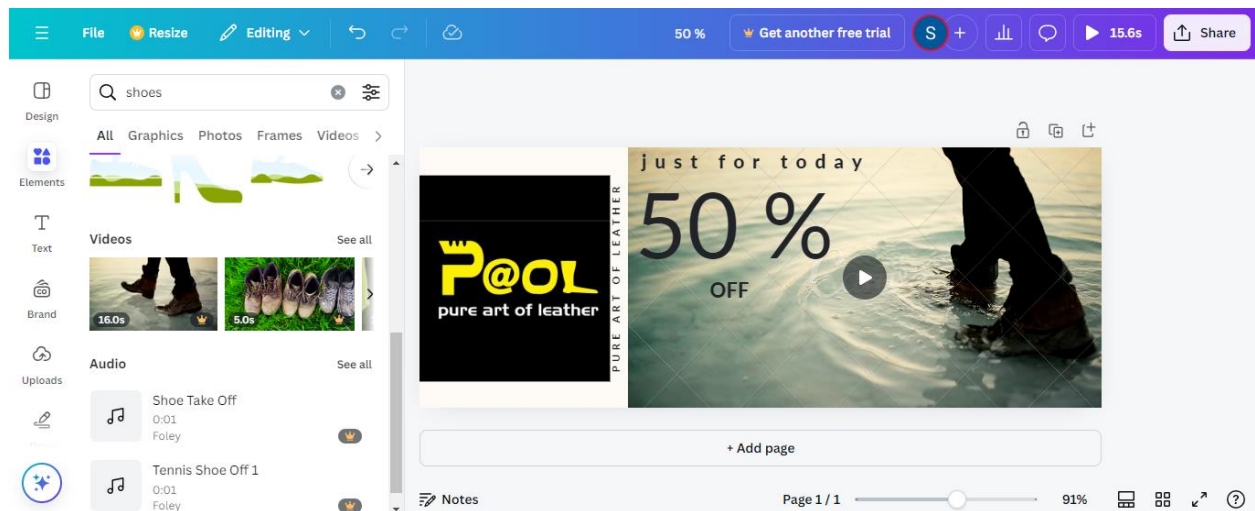 File
Resize
Editing
50 %
Get another free trial
S
+
15.6s
Share
Design
Elements
Text
Brand
Uploads
shoes
All Graphics Photos Frames Videos
Videos
See all
16.0s
5.0s
Audio
See all
Shoe Take Off
0:01
Foley
Tennis Shoe Off 1
0:01
Foley
P@OL
pure art of leather
PURE ART OF LEATHER
just for today
50 %
OFF
+ Add page
Notes
Page 1 / 1
91%